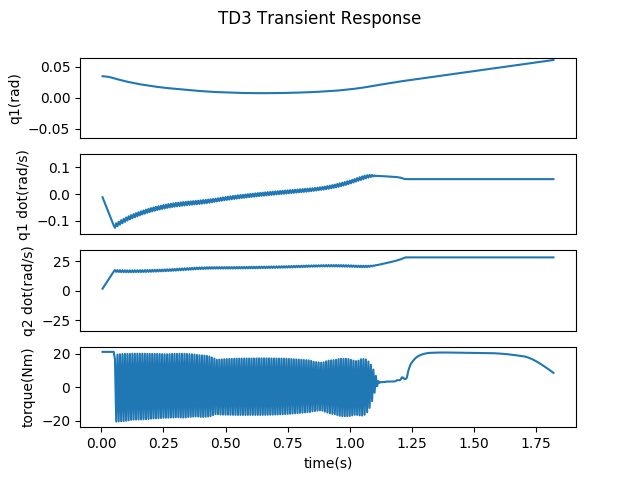 TD3 Transient Response
q1(rad)
0.05
0.00
−0.05
q1 dot(rad/s)
0.1
0.0
−0.1
q2 dot(rad/s)
25
0
−25
torque(Nm)
20
0
−20
0.00 0.25 0.50 0.75 1.00 1.25 1.50 1.75
time(s)